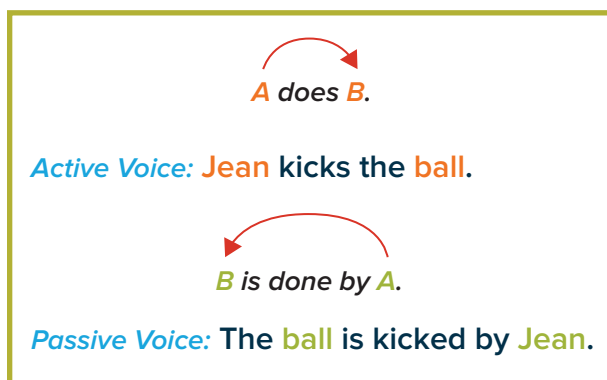 A does B.
Active Voice: Jean kicks the ball.
B is done by A.
Passive Voice: The ball is kicked by Jean.